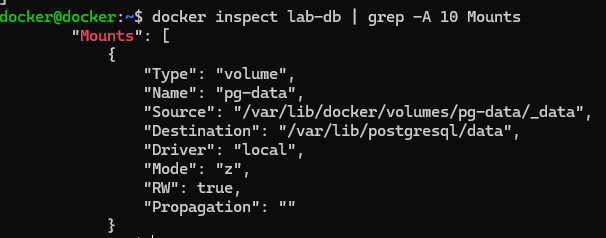 ]
docker@docker:~$ docker inspect lab-db | grep -A 10 Mounts
        "Mounts": [
            {
                "Type": "volume",
                "Name": "pg-data",
                "Source": "/var/lib/docker/volumes/pg-data/_data",
                "Destination": "/var/lib/postgresql/data",
                "Driver": "local",
                "Mode": "z",
                "RW": true,
                "Propagation": ""
            }